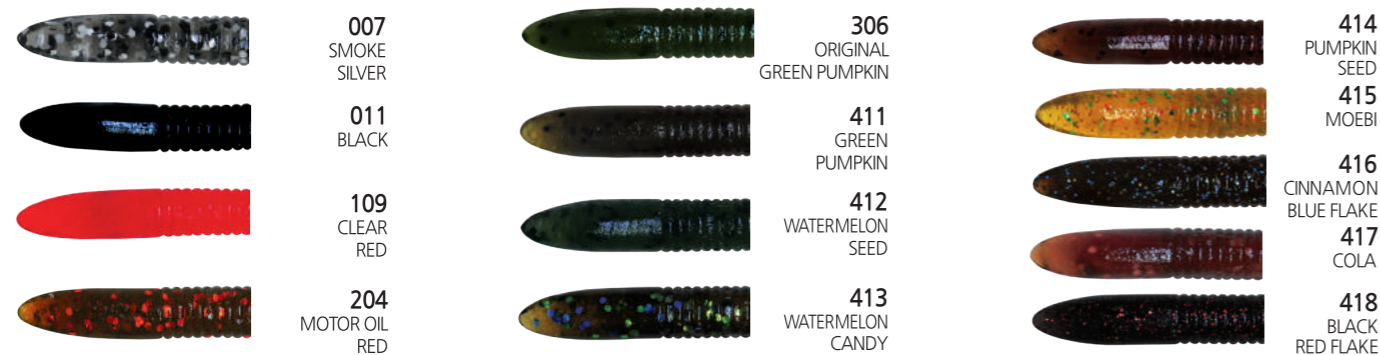 007
SMOKE
SILVER
011
BLACK
109
CLEAR
RED
204
MOTOR OIL
RED
306
ORIGINAL
GREEN PUMPKIN
411
GREEN
PUMPKIN
412
WATERMELON
SEED
413
WATERMELON
CANDY
414
PUMPKIN
SEED
415
MOEBI
416
CINNAMON
BLUE FLAKE
417
COLA
418
BLACK
RED FLAKE